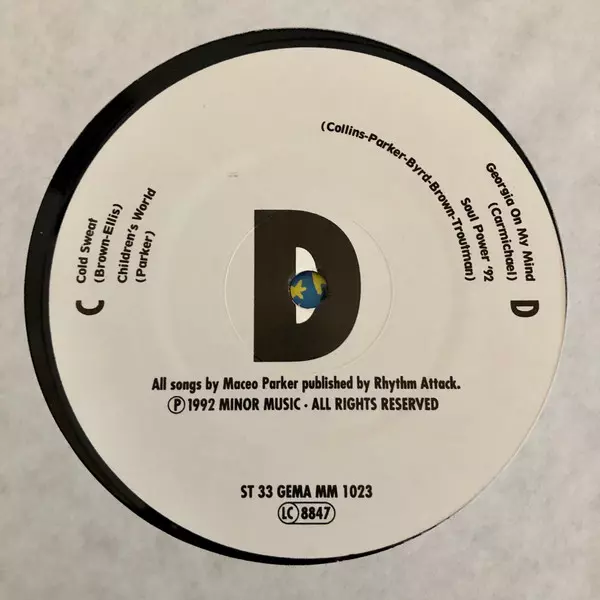 C
Cold Sweat
(Brown-Ellis)
Children's World
(Parker)
D
D
Georgia On My Mind
(Carmichael)
Soul Power '92
(Collins-Parker-Byrd-Brown-Troutman)
All songs by Maceo Parker published by Rhythm Attack.
Ⓟ 1992 MINOR MUSIC · ALL RIGHTS RESERVED
ST 33 GEMA MM 1023
LC 8847